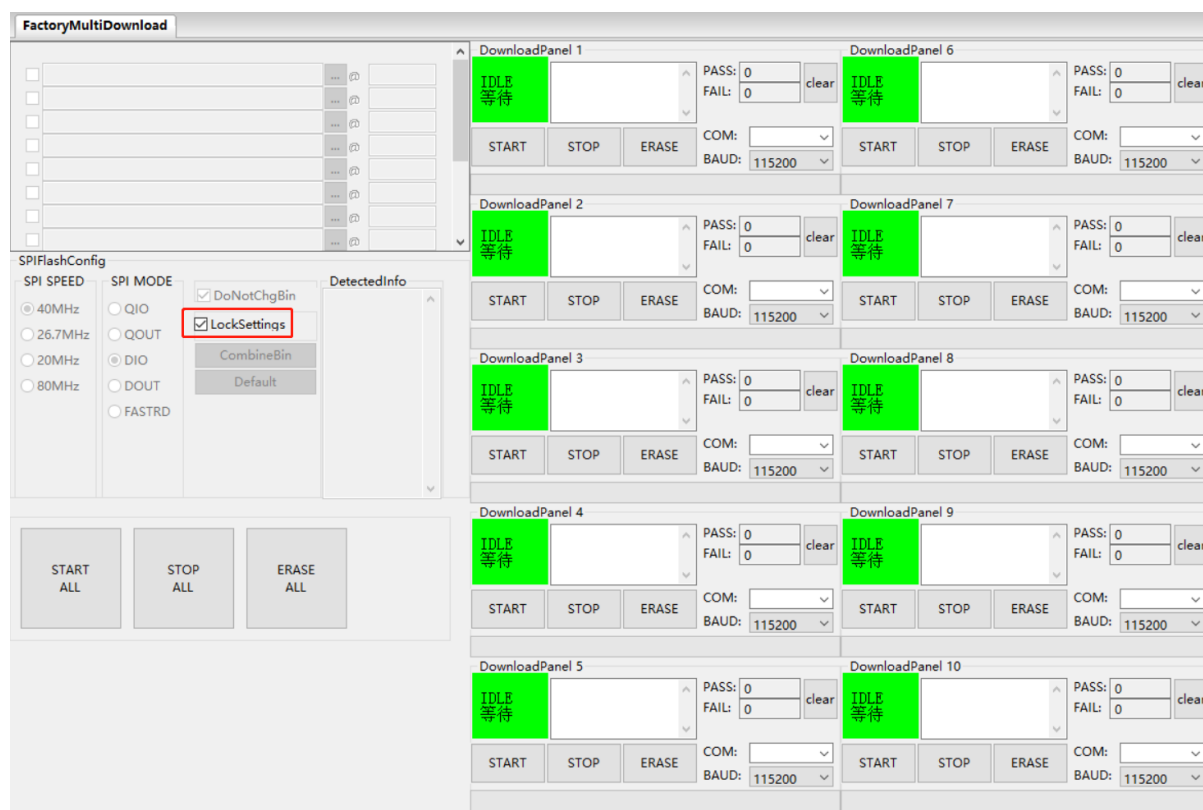 FactoryMultiDownload
... @
... @
... @
... @
... @
... @
... @
... @
SPIFlashConfig
SPI SPEED
40MHz
26.7MHz
20MHz
80MHz
SPI MODE
QIO
QOUT
DIO
DOUT
FASTRD
DoNotChgBin
LockSettings
CombineBin
Default
DetectedInfo
START
ALL
STOP
ALL
ERASE
ALL
DownloadPanel 1
IDLE
等待
PASS: 0
FAIL: 0
clear
START STOP ERASE
COM:
BAUD: 115200
DownloadPanel 2
IDLE
等待
PASS: 0
FAIL: 0
clear
START STOP ERASE
COM:
BAUD: 115200
DownloadPanel 3
IDLE
等待
PASS: 0
FAIL: 0
clear
START STOP ERASE
COM:
BAUD: 115200
DownloadPanel 4
IDLE
等待
PASS: 0
FAIL: 0
clear
START STOP ERASE
COM:
BAUD: 115200
DownloadPanel 5
IDLE
等待
PASS: 0
FAIL: 0
clear
START STOP ERASE
COM:
BAUD: 115200
DownloadPanel 6
IDLE
等待
PASS: 0
FAIL: 0
clear
START STOP ERASE
COM:
BAUD: 115200
DownloadPanel 7
IDLE
等待
PASS: 0
FAIL: 0
clear
START STOP ERASE
COM:
BAUD: 115200
DownloadPanel 8
IDLE
等待
PASS: 0
FAIL: 0
clear
START STOP ERASE
COM:
BAUD: 115200
DownloadPanel 9
IDLE
等待
PASS: 0
FAIL: 0
clear
START STOP ERASE
COM:
BAUD: 115200
DownloadPanel 10
IDLE
等待
PASS: 0
FAIL: 0
clear
START STOP ERASE
COM:
BAUD: 115200